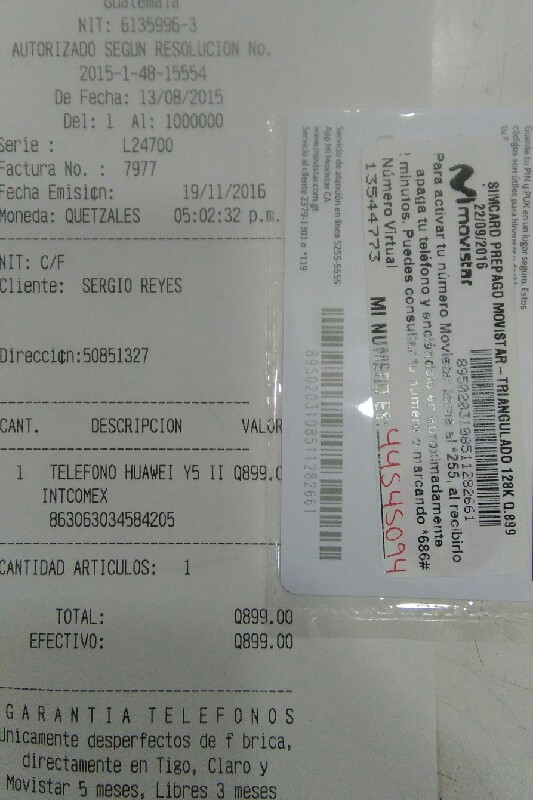 Guatemala
NIT: 6135996-3
AUTORIZADO SEGUN RESOLUCION No.
2015-1-48-15554
De Fecha: 13/08/2015
Del: 1 Al: 1000000
Serie : L24700
Factura No. : 7977
Fecha Emisi¢n: 19/11/2016
Moneda: QUETZALES 05:02:32 p.m.
NIT: C/F
Cliente: SERGIO REYES
Direcci¢n:50851327
CANT. DESCRIPCION VALOR
1 TELEFONO HUAWEI Y5 II Q899.0
INTCOMEX
863063034584205
CANTIDAD ARTICULOS: 1
TOTAL: Q899.00
EFECTIVO: Q899.00
GARANTIA TELEFONOS
Unicamente desperfectos de f brica,
directamente en Tigo, Claro y
Movistar 5 meses, Libres 3 meses
Guarda tu PIN y PUK en un lugar seguro. Estos
códigos son útiles para
SIMCARD PREPAGO MOVISTAR - TRIANGULADO 128K Q.899
22/09/2016
8950203108511282661
movistar
Para activar tu número Movistar al *255, al recibirlo
apaga tu teléfono y enciéndelo en aproximadamente
minutos. Puedes consultar tu número marcando *686#
Número Virtual MI NUMERO ES: 44545094
13544773
Servicio de atención en línea 5255-5555
App Mi Movistar CA
www.movistar.com.gt
Servicio al cliente 2379-1301 o *119
8950203108511282661